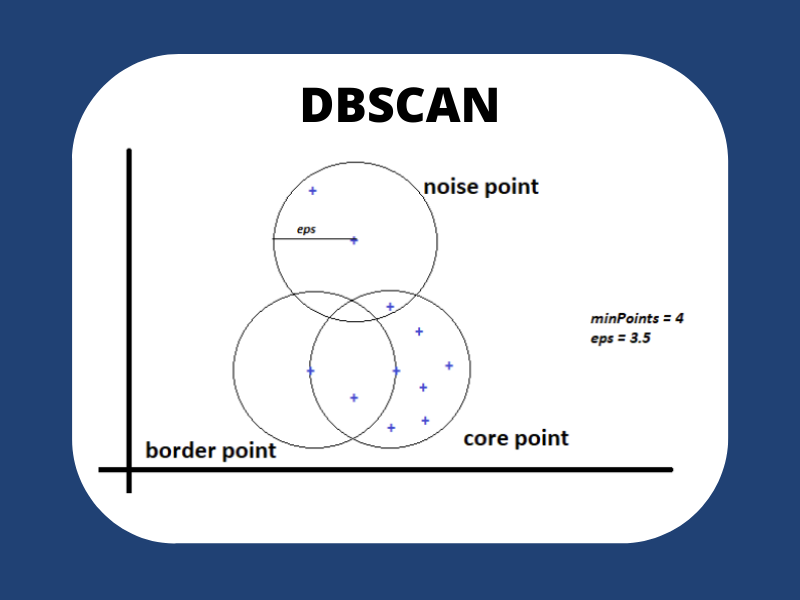 DBSCAN
noise point
eps
minPoints = 4
eps = 3.5
core point
border point